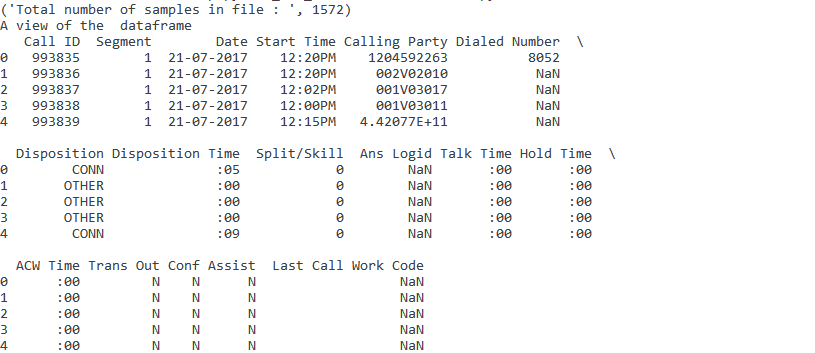 ('Total number of samples in file : ', 1572)
A view of the  dataframe
   Call ID  Segment        Date Start Time Calling Party Dialed Number  \
0   993835        1  21-07-2017    12:20PM    1204592263          8052
1   993836        1  21-07-2017    12:20PM     002V02010           NaN
2   993837        1  21-07-2017    12:02PM     001V03017           NaN
3   993838        1  21-07-2017    12:00PM     001V03011           NaN
4   993839        1  21-07-2017    12:15PM   4.42077E+11           NaN
  Disposition Disposition Time  Split/Skill  Ans Logid Talk Time Hold Time  \
0        CONN              :05            0        NaN       :00       :00
1       OTHER              :00            0        NaN       :00       :00
2       OTHER              :00            0        NaN       :00       :00
3       OTHER              :00            0        NaN       :00       :00
4        CONN              :09            0        NaN       :00       :00
  ACW Time Trans Out Conf Assist  Last Call Work Code
0      :00         N    N      N                  NaN
1      :00         N    N      N                  NaN
2      :00         N    N      N                  NaN
3      :00         N    N      N                  NaN
4      :00         N    N      N                  NaN